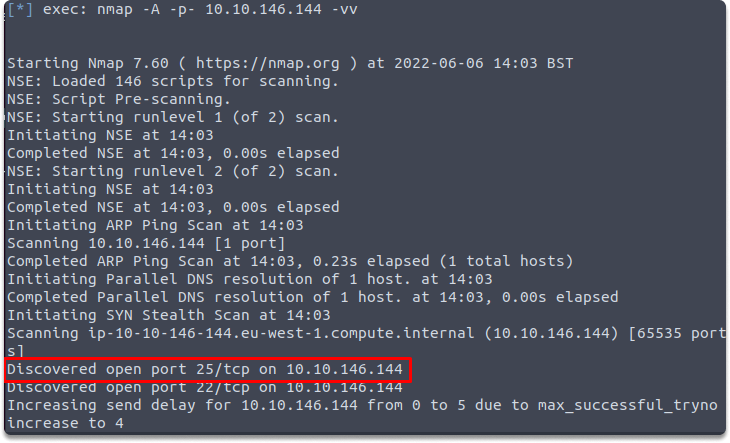 [*] exec: nmap -A -p- 10.10.146.144 -vv
Starting Nmap 7.60 ( https://nmap.org ) at 2022-06-06 14:03 BST
NSE: Loaded 146 scripts for scanning.
NSE: Script Pre-scanning.
NSE: Starting runlevel 1 (of 2) scan.
Initiating NSE at 14:03
Completed NSE at 14:03, 0.00s elapsed
NSE: Starting runlevel 2 (of 2) scan.
Initiating NSE at 14:03
Completed NSE at 14:03, 0.00s elapsed
Initiating ARP Ping Scan at 14:03
Scanning 10.10.146.144 [1 port]
Completed ARP Ping Scan at 14:03, 0.23s elapsed (1 total hosts)
Initiating Parallel DNS resolution of 1 host. at 14:03
Completed Parallel DNS resolution of 1 host. at 14:03, 0.00s elapsed
Initiating SYN Stealth Scan at 14:03
Scanning ip-10-10-146-144.eu-west-1.compute.internal (10.10.146.144) [65535 port
s]
Discovered open port 25/tcp on 10.10.146.144
Discovered open port 22/tcp on 10.10.146.144
Increasing send delay for 10.10.146.144 from 0 to 5 due to max_successful_tryno
increase to 4